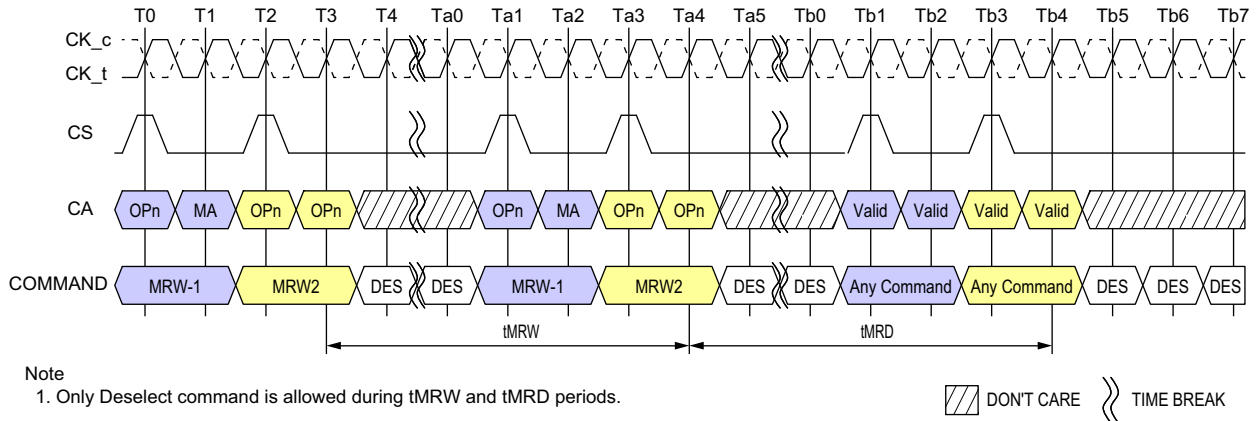 T0 T1 T2 T3 T4 Ta0 Ta1 Ta2 Ta3 Ta4 Ta5 Tb0 Tb1 Tb2 Tb3 Tb4 Tb5 Tb6 Tb7
CK_c
CK_t
CS
CA OPn MA OPn OPn OPn MA OPn OPn Valid Valid Valid Valid
COMMAND MRW-1 MRW2 DES DES MRW-1 MRW2 DES DES Any Command Any Command DES DES DES
tMRW tMRD
Note
1. Only Deselect command is allowed during tMRW and tMRD periods.
DON'T CARE TIME BREAK